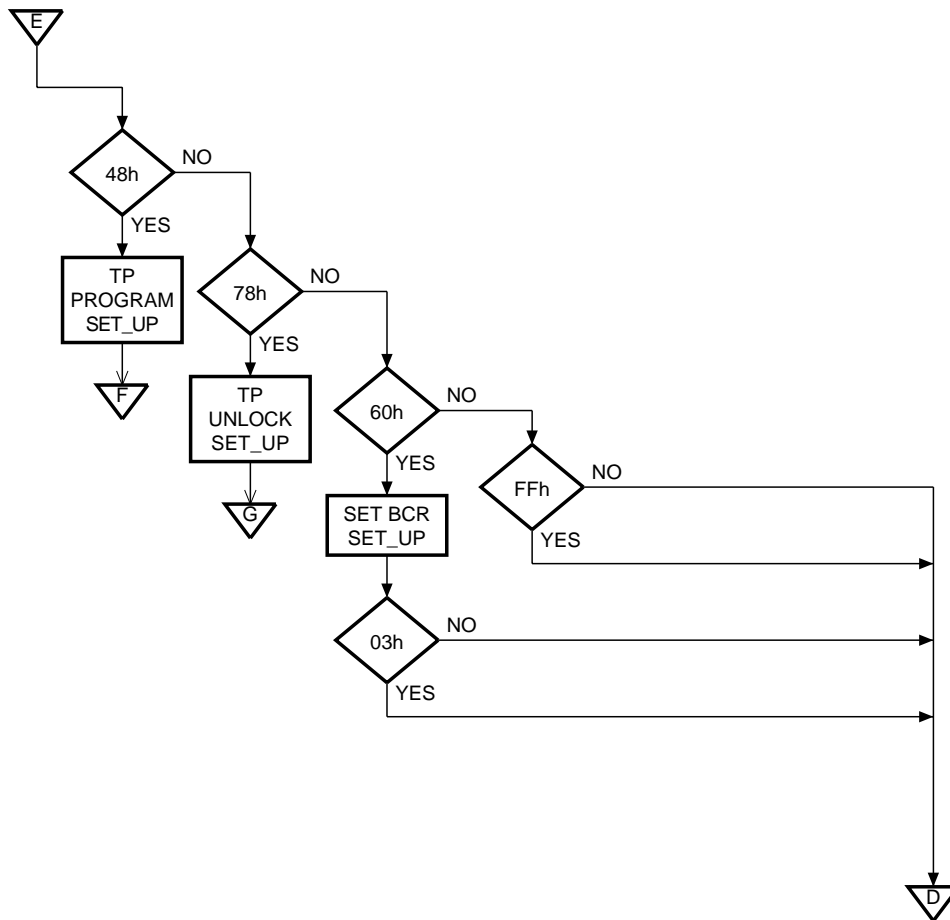 E
48h
NO
YES
TP
PROGRAM
SET_UP
F
78h
NO
YES
TP
UNLOCK
SET_UP
G
60h
NO
YES
SET BCR
SET_UP
FFh
NO
YES
03h
NO
YES
D